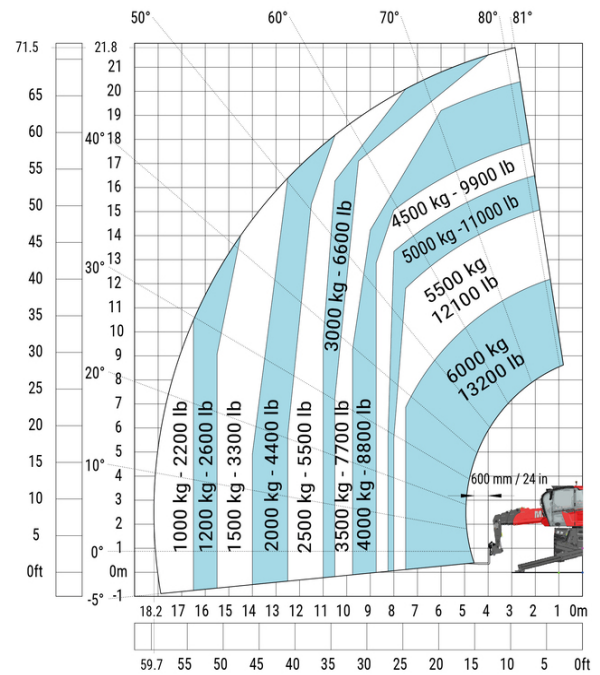 50° 60° 70° 80° 81°
71.5 21.8
21
65 20
19
60 40° 18
17
55 16
50 15
14
45 13
30° 12
40 11
35 10
30 9
20° 8
25 7
20 6
5
15 10° 4
10 3
2
5 0° 1
0ft 0m
-5° -1
4500 kg - 9900 lb
5000 kg -11000 lb
5500 kg
12100 lb
6000 kg
13200 lb
3000 kg - 6600 lb
1000 kg - 2200 lb
1200 kg - 2600 lb
1500 kg - 3300 lb
2000 kg - 4400 lb
2500 kg - 5500 lb
3500 kg - 7700 lb
4000 kg - 8800 lb
600 mm / 24 in
18.2 17 16 15 14 13 12 11 10 9 8 7 6 5 4 3 2 1 0m
59.7 55 50 45 40 35 30 25 20 15 10 5 0ft